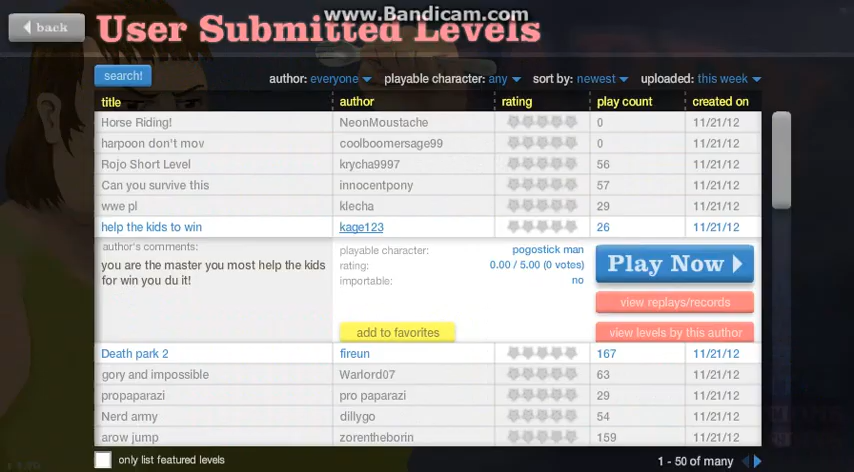 www.Bandicam.com
back
User Submitted Levels
search!
author: everyone playable character: any sort by: newest uploaded: this week
title author rating play count created on
Horse Riding! NeonMoustache 0 11/21/12
harpoon don't mov coolboomersage99 0 11/21/12
Rojo Short Level krycha9997 56 11/21/12
Can you survive this innocentpony 57 11/21/12
wwe pl klecha 29 11/21/12
help the kids to win kage123 26 11/21/12
author's comments:
you are the master you most help the kids
for win you du it!
playable character: pogostick man
rating: 0.00 / 5.00 (0 votes)
importable: no
add to favorites
Play Now
view replays/records
view levels by this author
Death park 2 fireun 167 11/21/12
gory and impossible Warlord07 63 11/21/12
propaparazi pro paparazi 29 11/21/12
Nerd army dillygo 54 11/21/12
arow jump zorentheborin 159 11/21/12
only list featured levels
1 - 50 of many